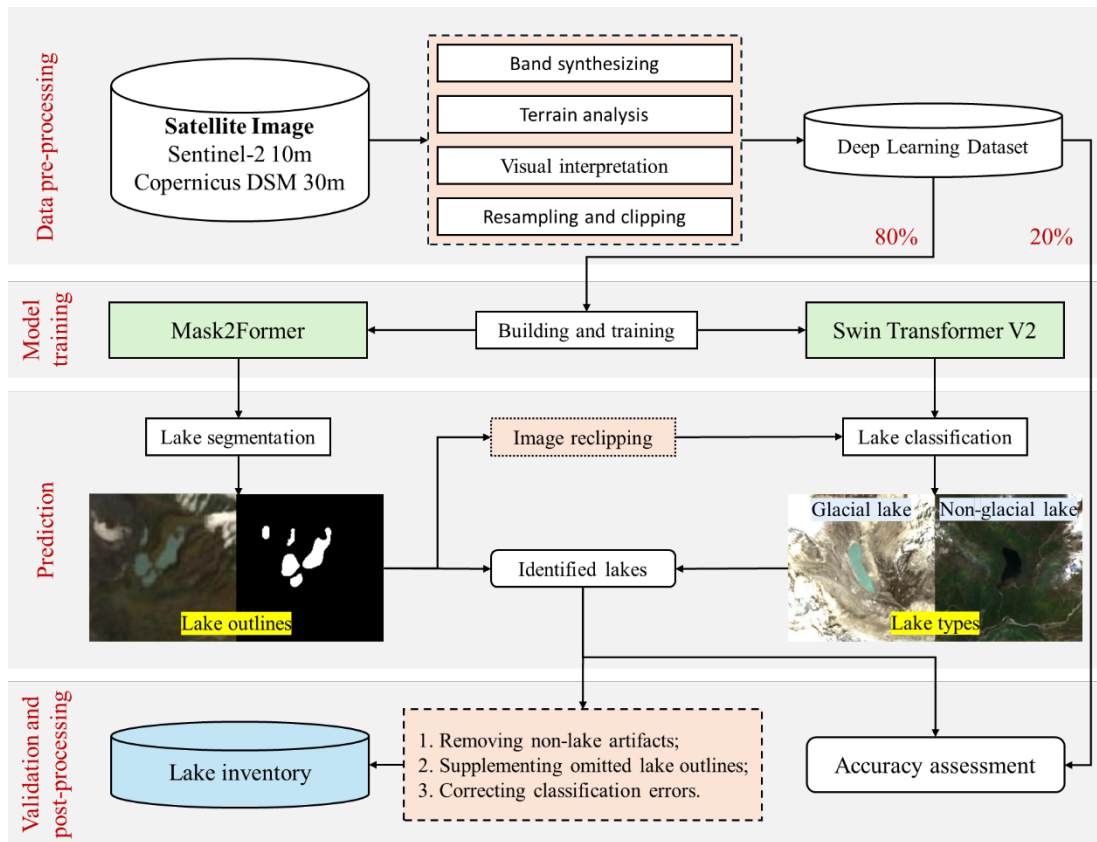 Data pre-processing
Satellite Image
Sentinel-2 10m
Copernicus DSM 30m
Band synthesizing
Terrain analysis
Visual interpretation
Resampling and clipping
Deep Learning Dataset
80%
20%
Model
training
Mask2Former
Building and training
Swin Transformer V2
Prediction
Lake segmentation
Image reclipping
Lake classification
Lake outlines
Identified lakes
Glacial lake
Non-glacial lake
Lake types
Validation and
post-processing
Lake inventory
1. Removing non-lake artifacts;
2. Supplementing omitted lake outlines;
3. Correcting classification errors.
Accuracy assessment